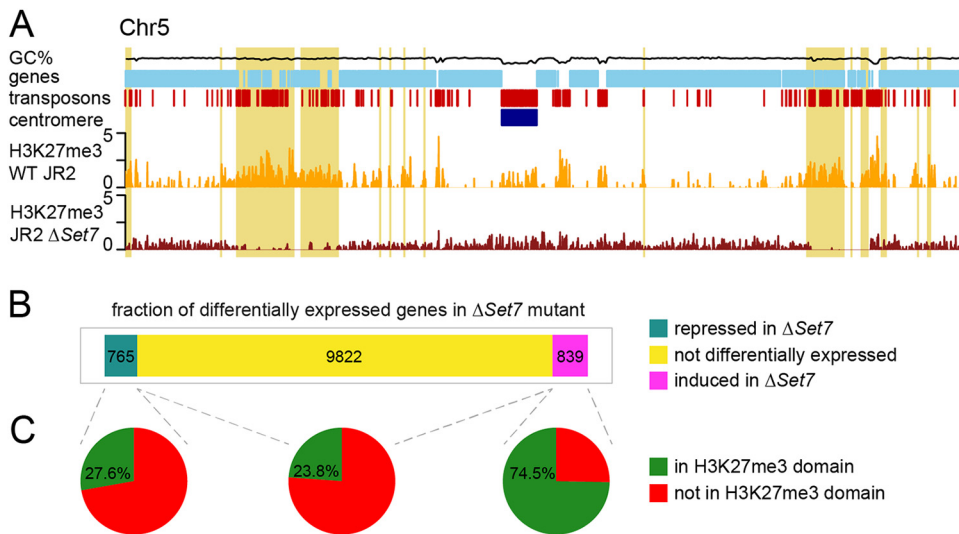 A
Chr5
GC%
genes
transposons
centromere
5
H3K27me3
WT JR2
0
5
H3K27me3
JR2 ΔSet7
0
B
fraction of differentially expressed genes in ΔSet7 mutant
765
9822
839
repressed in ΔSet7
not differentially expressed
induced in ΔSet7
C
27.6%
23.8%
74.5%
in H3K27me3 domain
not in H3K27me3 domain